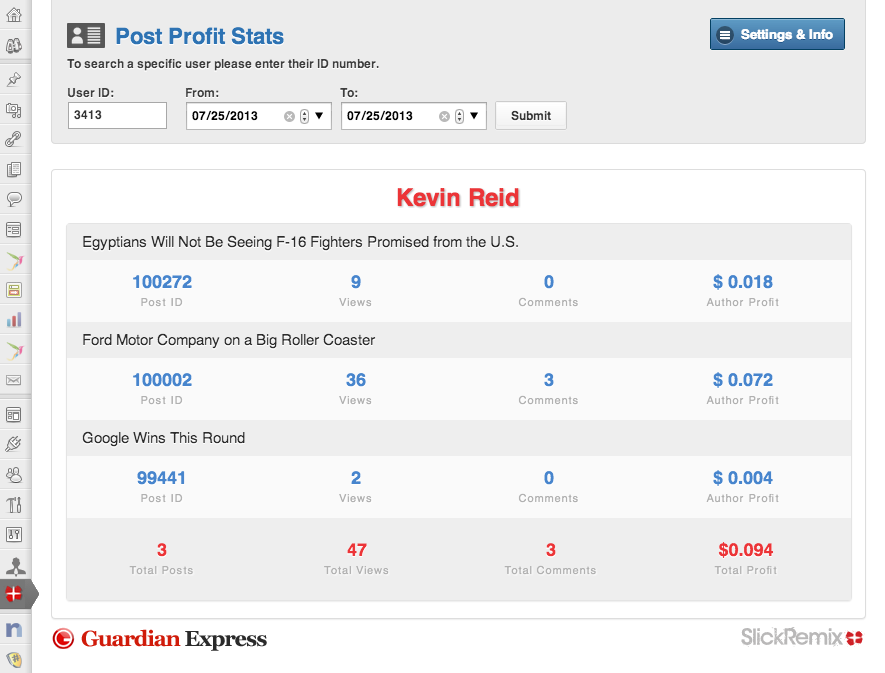 Post Profit Stats
Settings & Info
To search a specific user please enter their ID number.
User ID: From: To:
3413 07/25/2013 07/25/2013 Submit
Kevin Reid
Egyptians Will Not Be Seeing F-16 Fighters Promised from the U.S.
100272 9 0 $ 0.018
Post ID Views Comments Author Profit
Ford Motor Company on a Big Roller Coaster
100002 36 3 $ 0.072
Post ID Views Comments Author Profit
Google Wins This Round
99441 2 0 $ 0.004
Post ID Views Comments Author Profit
3 47 3 $0.094
Total Posts Total Views Total Comments Total Profit
Guardian Express
SlickRemix
n